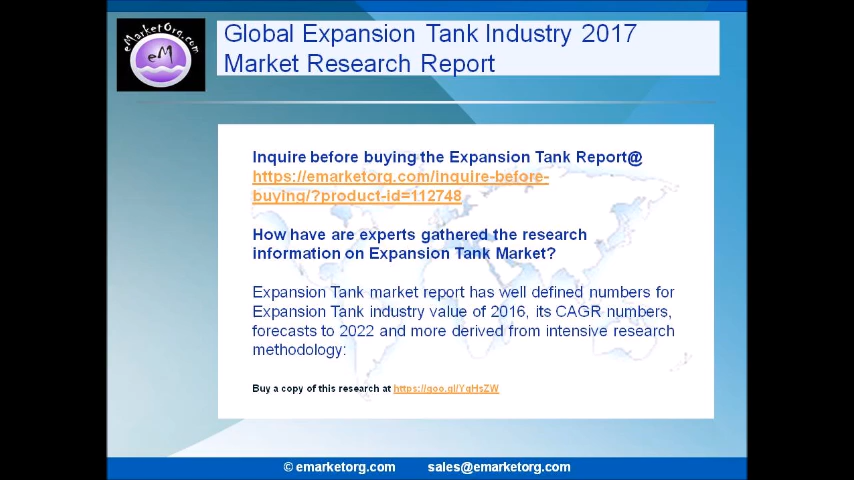 eMarketOrg.com
eM
Global Expansion Tank Industry 2017
Market Research Report
Inquire before buying the Expansion Tank Report@
https://emarketorg.com/inquire-before-
buying/?product-id=112748
How have are experts gathered the research
information on Expansion Tank Market?
Expansion Tank market report has well defined numbers for
Expansion Tank industry value of 2016, its CAGR numbers,
forecasts to 2022 and more derived from intensive research
methodology:
Buy a copy of this research at https://goo.gl/YqHsZW
© emarketorg.com sales@emarketorg.com